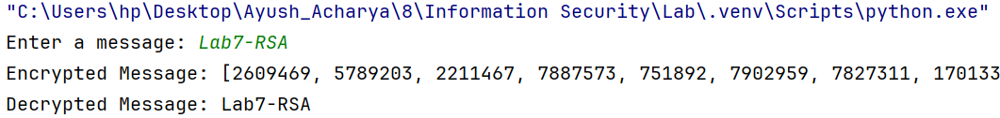 "C:\Users\hp\Desktop\Ayush_Acharya\8\Information Security\Lab\.venv\Scripts\python.exe"
Enter a message: Lab7-RSA
Encrypted Message: [2609469, 5789203, 2211467, 7887573, 751892, 7902959, 7827311, 170133
Decrypted Message: Lab7-RSA